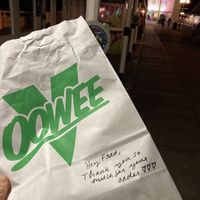 V
OOWEE
Hey Fred,
Thank you so
much for your
order